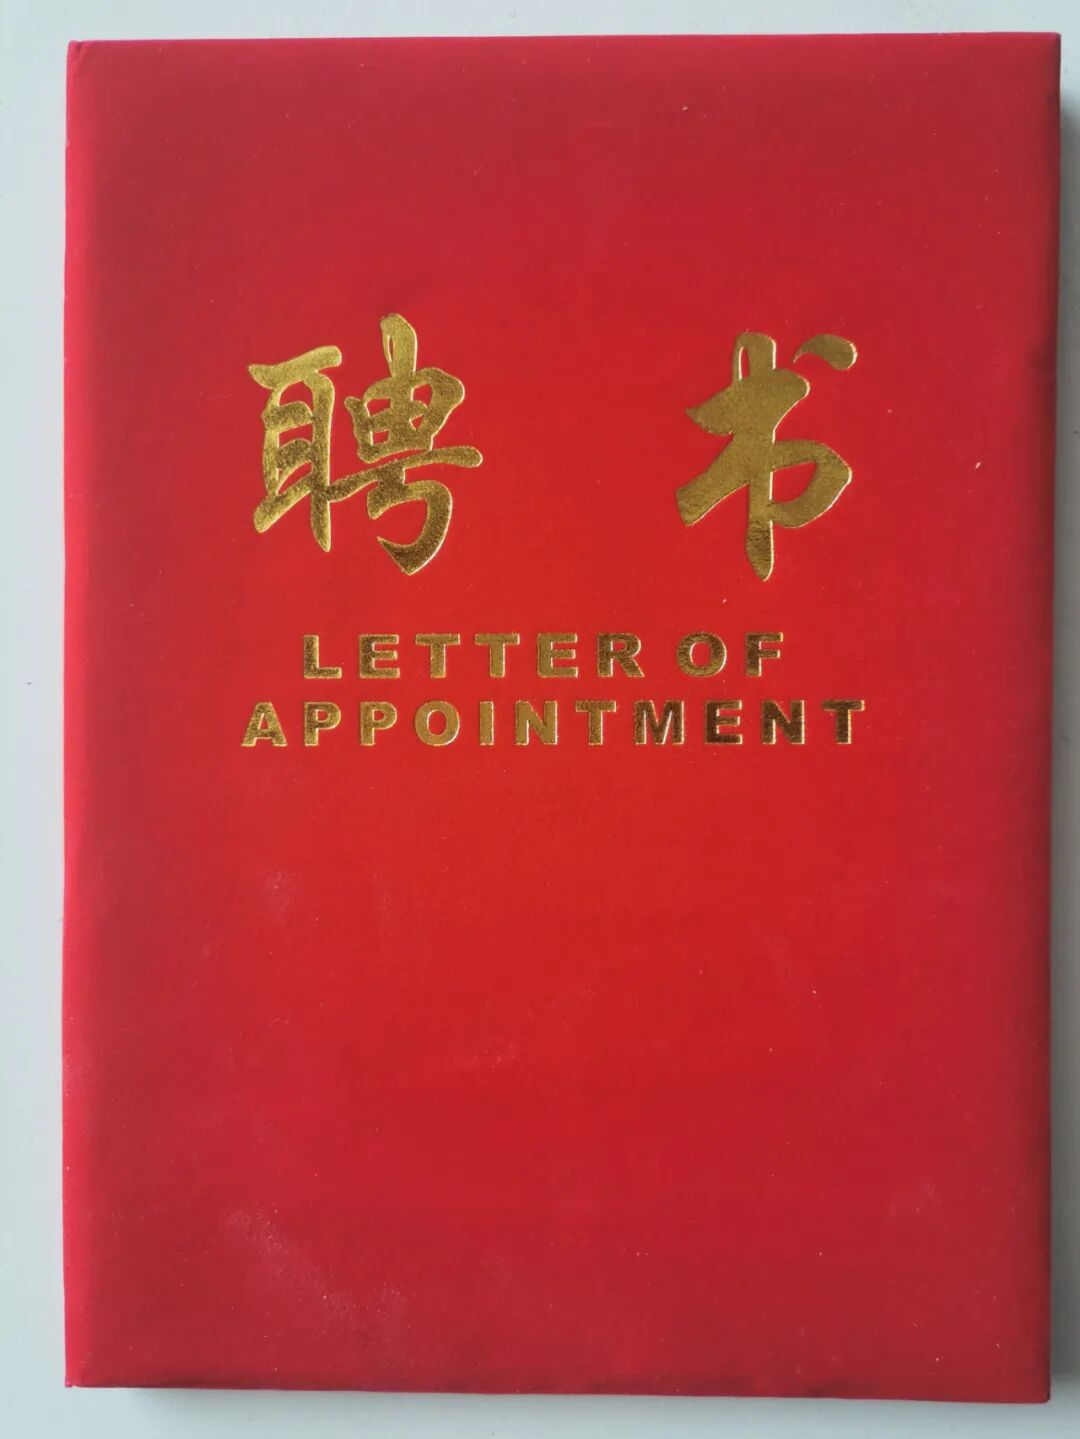 聘书
LETTER OF
APPOINTMENT